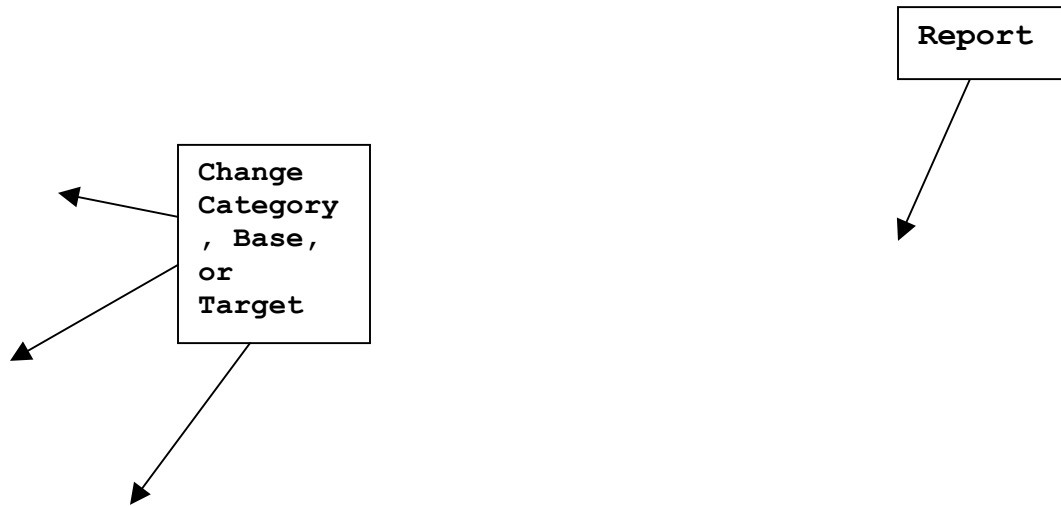 Report
Change
Category
, Base,
or
Target